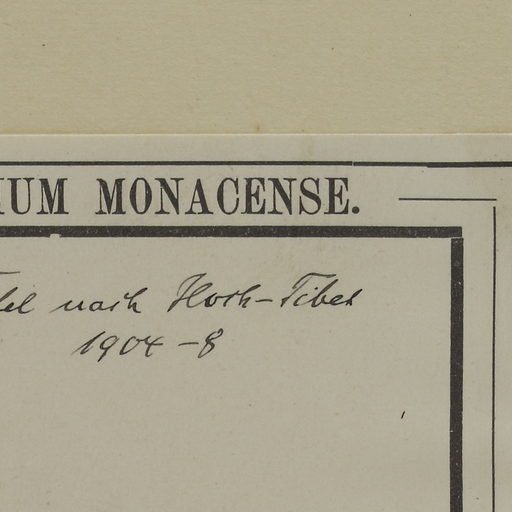 IUM MONACENSE.
nach Hoch-Tibet
1904-8